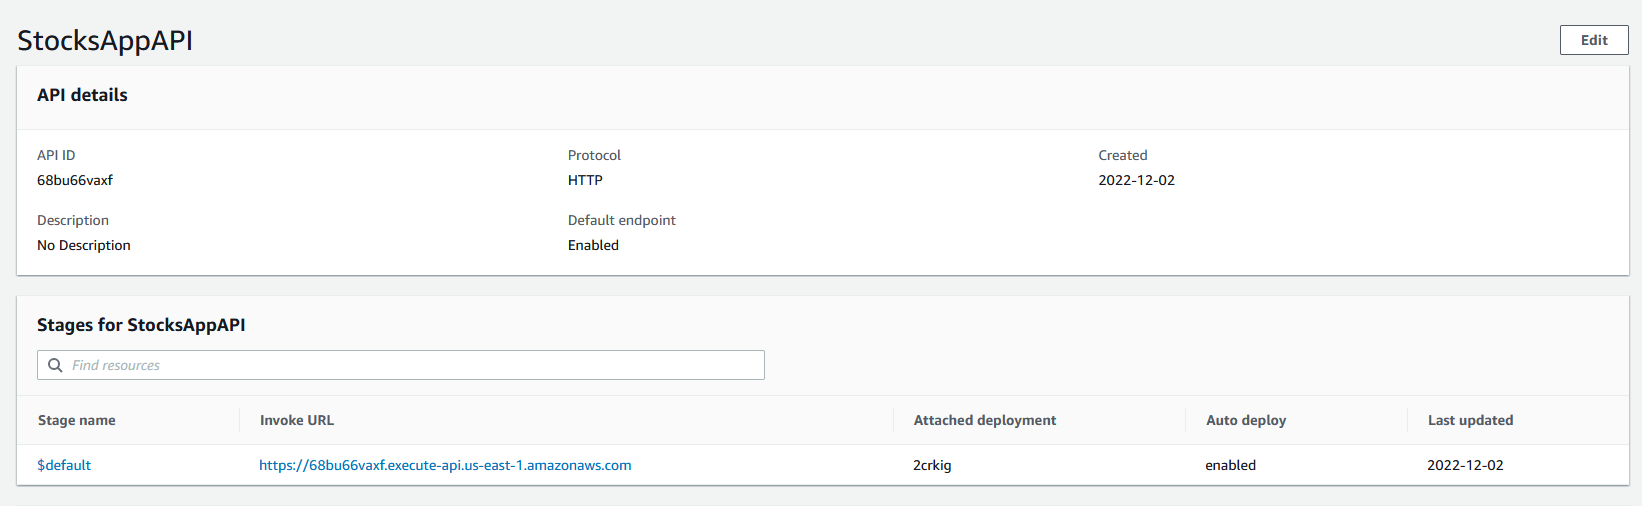 StocksAppAPI
Edit
API details
API ID
Protocol
Created
68bu66vaxf
HTTP
2022-12-02
Description
Default endpoint
No Description
Enabled
Stages for StocksAppAPI
Find resources
Stage name
Invoke URL
Attached deployment
Auto deploy
Last updated
$default
https://68bu66vaxf.execute-api.us-east-1.amazonaws.com
2crkig
enabled
2022-12-02